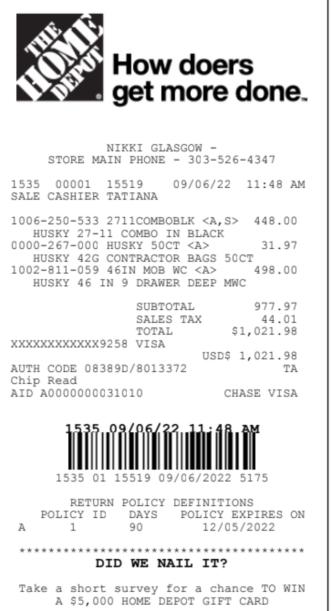 THE
HOME
DEPOT
How doers
get more done™
NIKKI GLASGOW -
STORE MAIN PHONE - 303-526-4347
1535 00001 15519 09/06/22 11:48 AM
SALE CASHIER TATIANA
1006-250-533 2711COMBOBLK <A,S> 448.00
HUSKY 27-11 COMBO IN BLACK
0000-267-000 HUSKY 50CT <A> 31.97
HUSKY 42G CONTRACTOR BAGS 50CT
1002-811-059 46IN MOB WC <A> 498.00
HUSKY 46 IN 9 DRAWER DEEP MWC
SUBTOTAL 977.97
SALES TAX 44.01
TOTAL $1,021.98
XXXXXXXXXXXX9258 VISA
USD$ 1,021.98
AUTH CODE 08389D/8013372 TA
Chip Read
AID A0000000031010 CHASE VISA
1535 09/06/22 11:48 AM
1535 01 15519 09/06/2022 5175
RETURN POLICY DEFINITIONS
POLICY ID DAYS POLICY EXPIRES ON
A 1 90 12/05/2022
****************************************
DID WE NAIL IT?
Take a short survey for a chance TO WIN
A $5,000 HOME DEPOT GIFT CARD